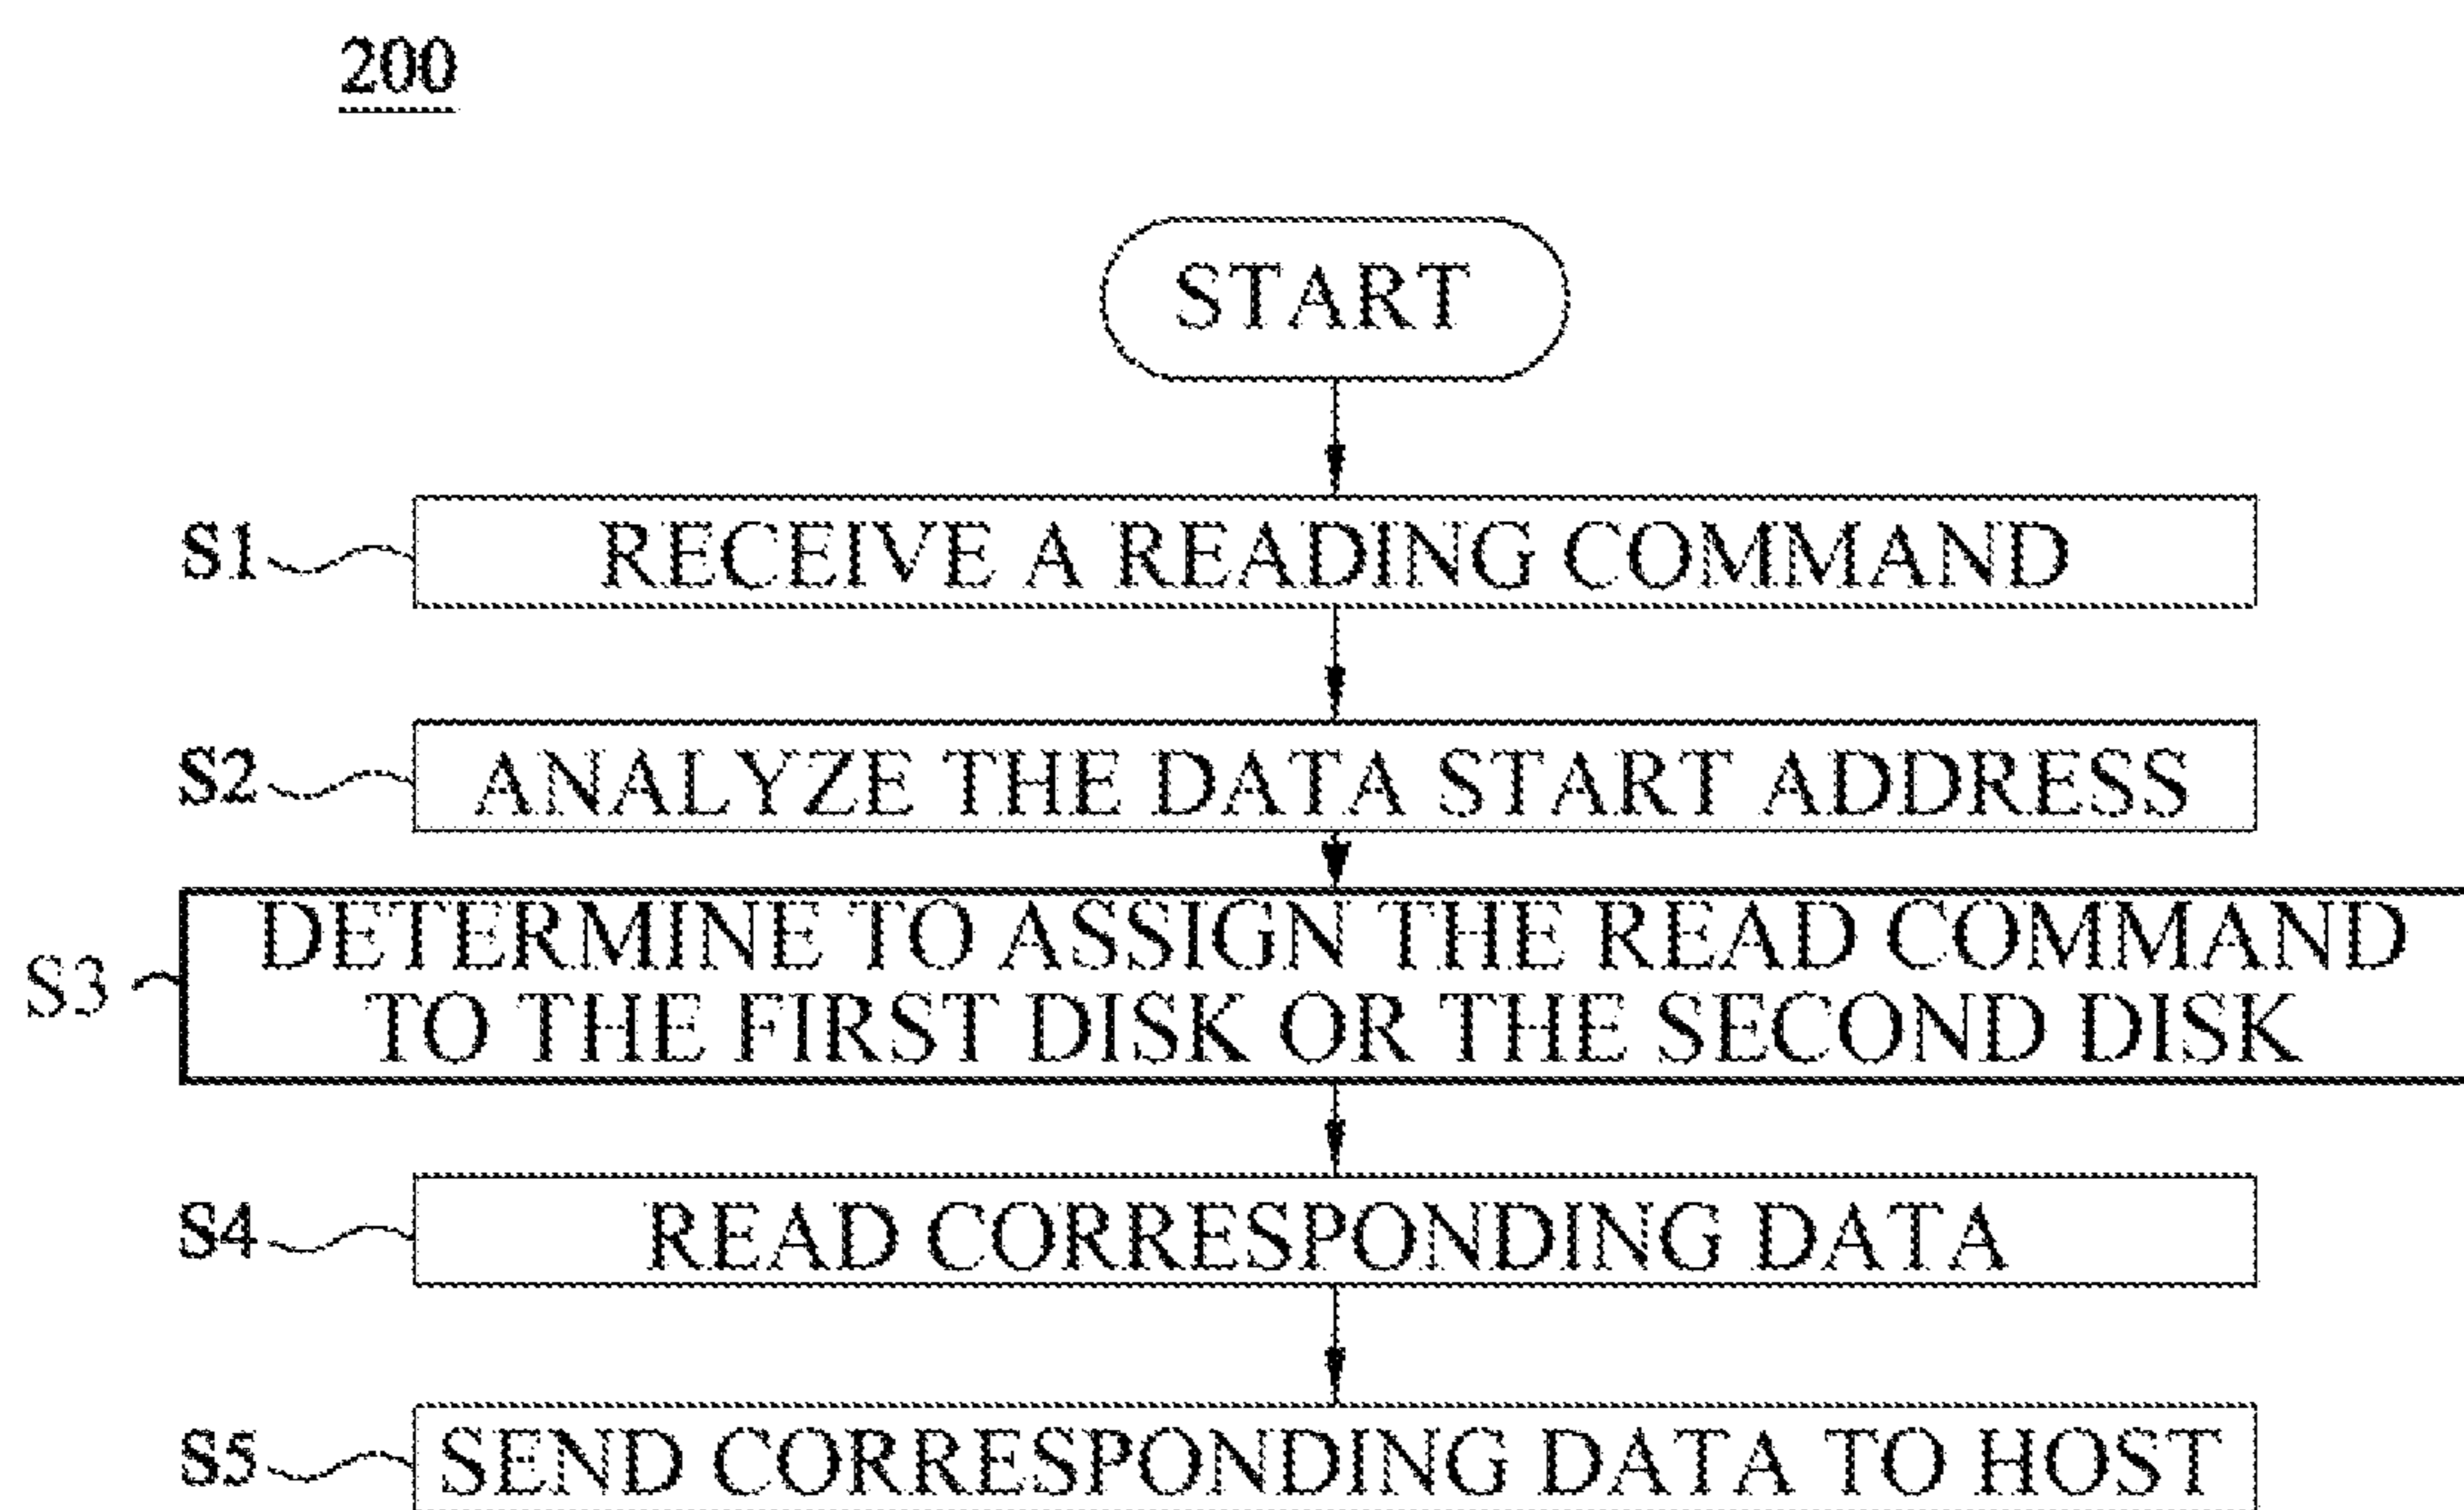 200
START
S1
RECEIVE A READING COMMAND
S2
ANALYZE THE DATA START ADDRESS
S3
DETERMINE TO ASSIGN THE READ COMMAND
TO THE FIRST DISK OR THE SECOND DISK
S4
READ CORRESPONDING DATA
S5
SEND CORRESPONDING DATA TO HOST